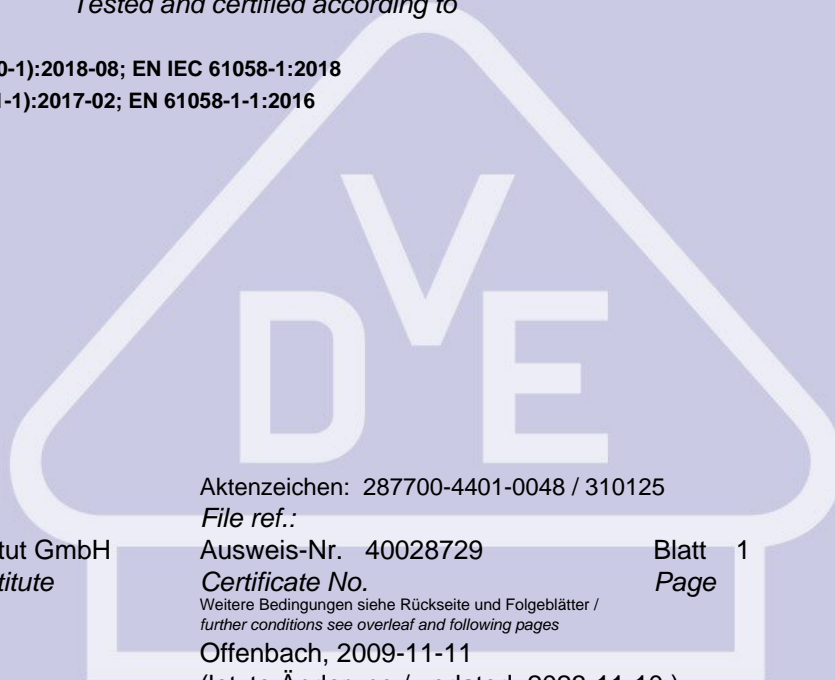 Tested and certified according to
0-1):2018-08; EN IEC 61058-1:2018
1-1):2017-02; EN 61058-1-1:2016
VDE
Aktenzeichen: 287700-4401-0048 / 310125
File ref.:
tut GmbH Ausweis-Nr. 40028729 Blatt 1
titute Certificate No. Page
Weitere Bedingungen siehe Rückseite und Folgeblätter /
further conditions see overleaf and following pages
Offenbach, 2009-11-11